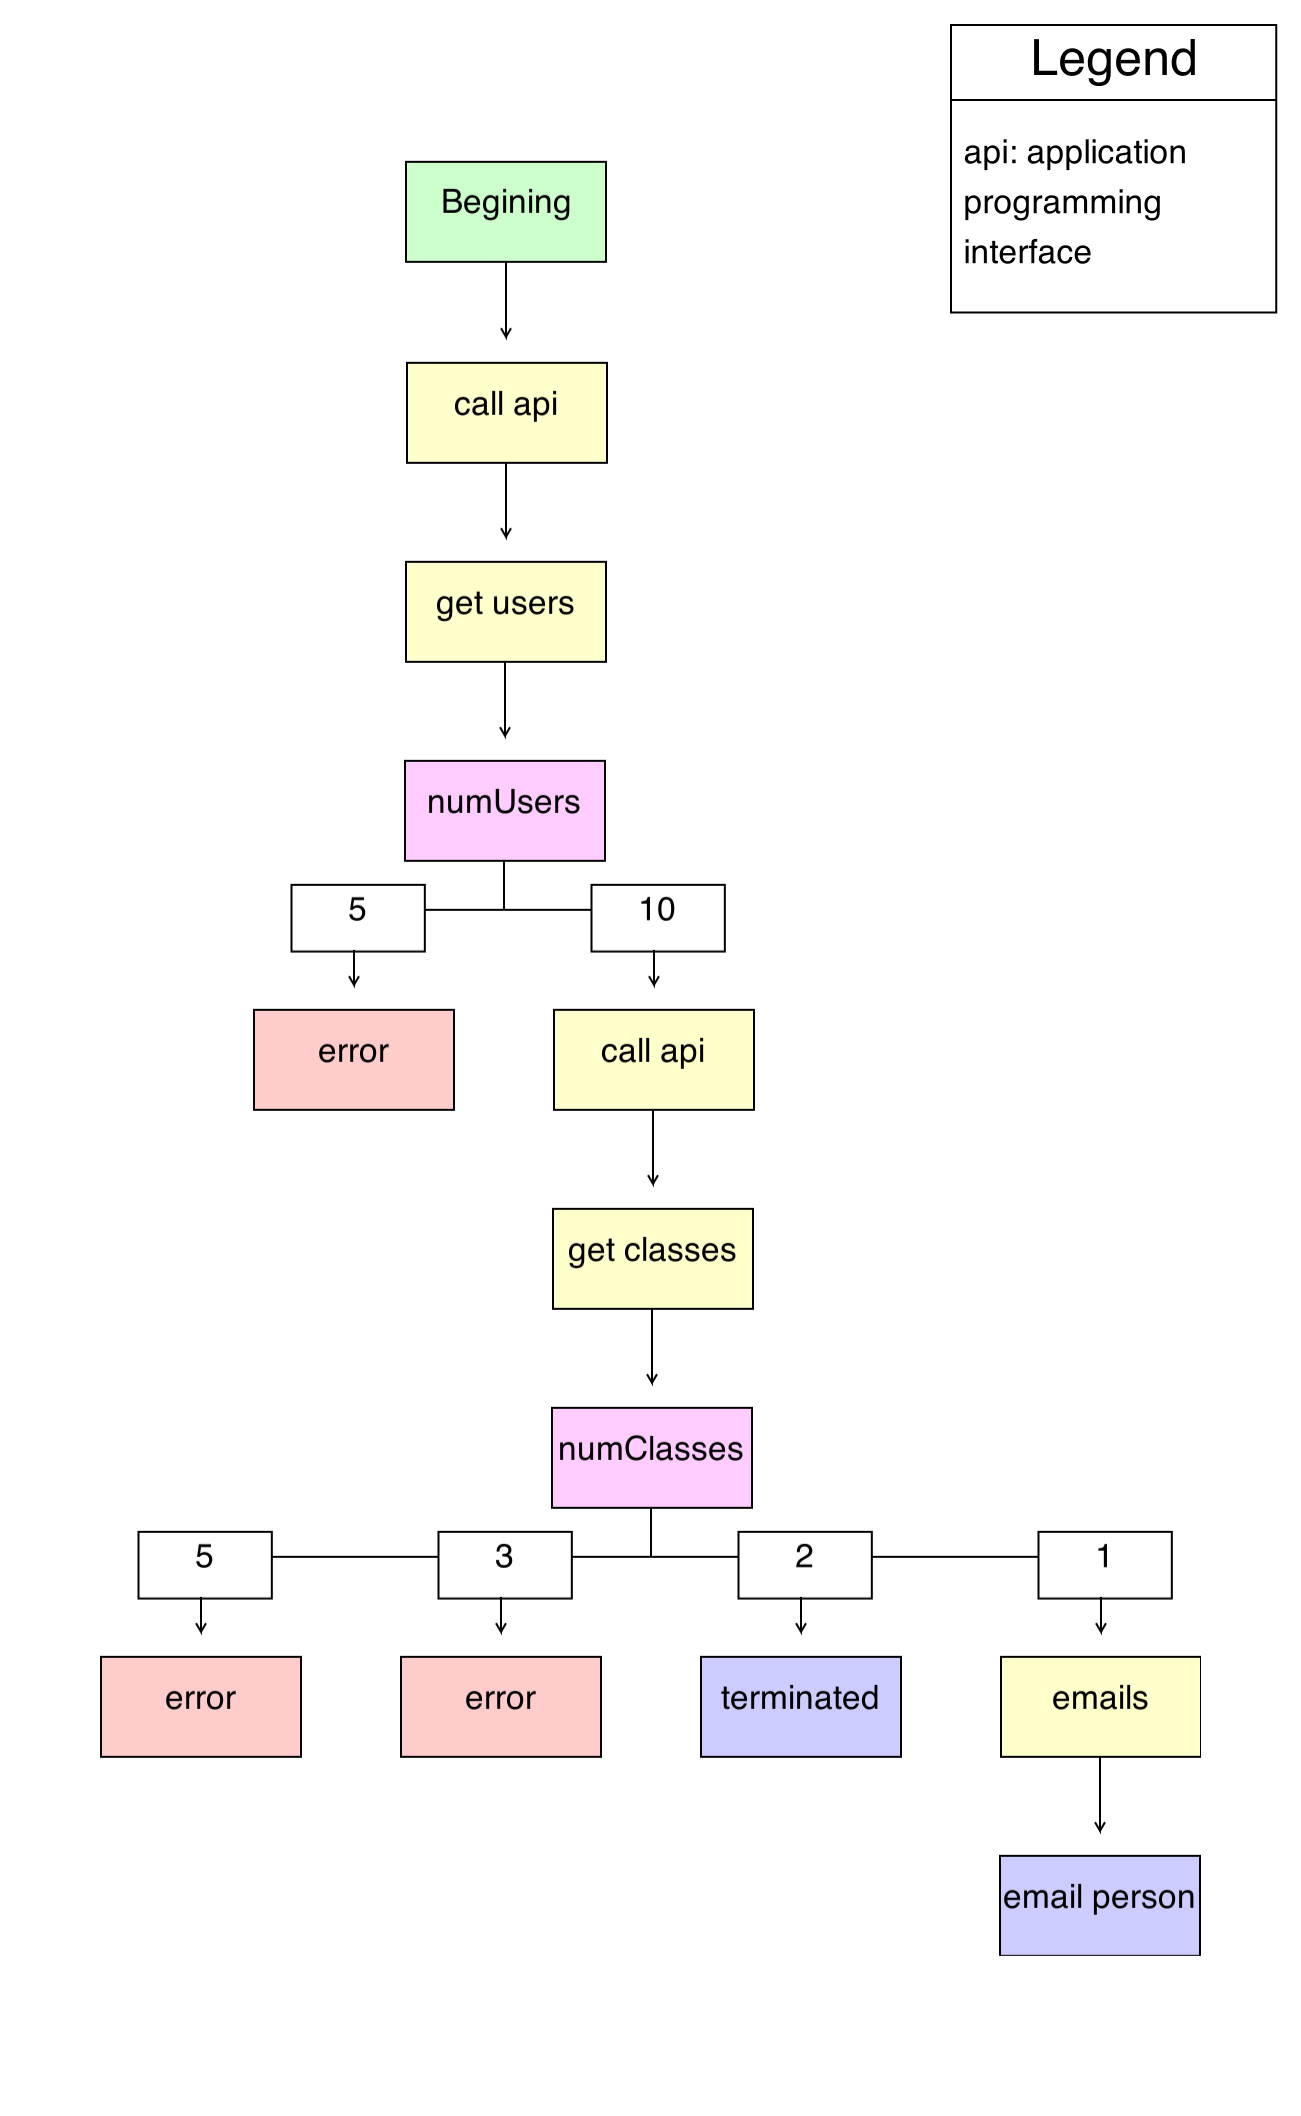 Legend
api: application
programming
interface
Begining
call api
get users
numUsers
5
10
error
call api
get classes
numClasses
5
3
2
1
error
error
terminated
emails
email person